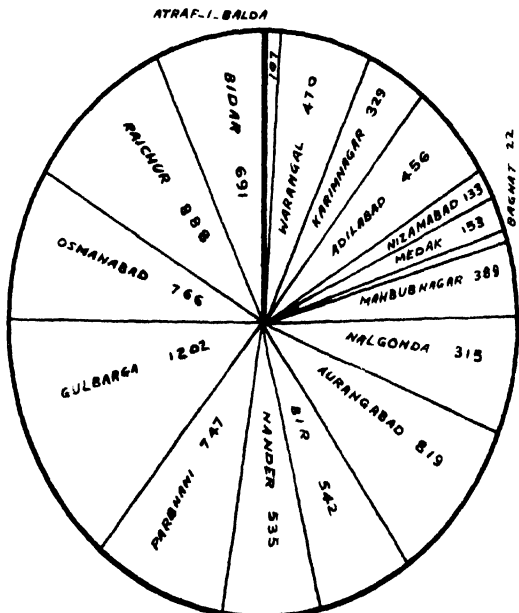 ATRAF-I-BALDA
107
WARANGAL 470
KARIMNAGAR 329
ADILABAD 456
NIZAMABAD 133
MEDAK 153
BAGHAT 22
MAHBUBNAGAR 389
NALGONDA 315
AURANGABAD 819
BIR 542
NANDER 535
PARBHANI 747
GULBARGA 1202
OSMANABAD 766
RAICHUR 888
BIDAR 691